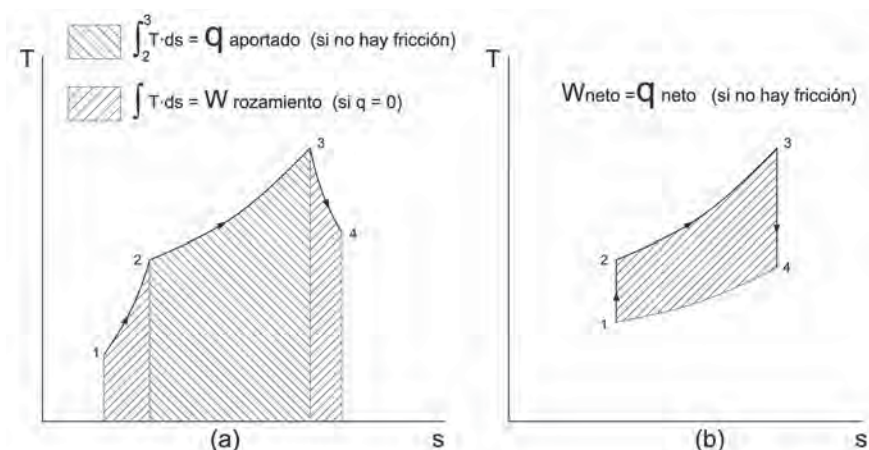 ∫₂³ T·ds = q aportado (si no hay fricción)
T
∫ T·ds = W rozamiento (si q = 0)
3
4
2
1
(a)
s
T
Wneto = q neto (si no hay fricción)
3
2
4
1
(b)
s